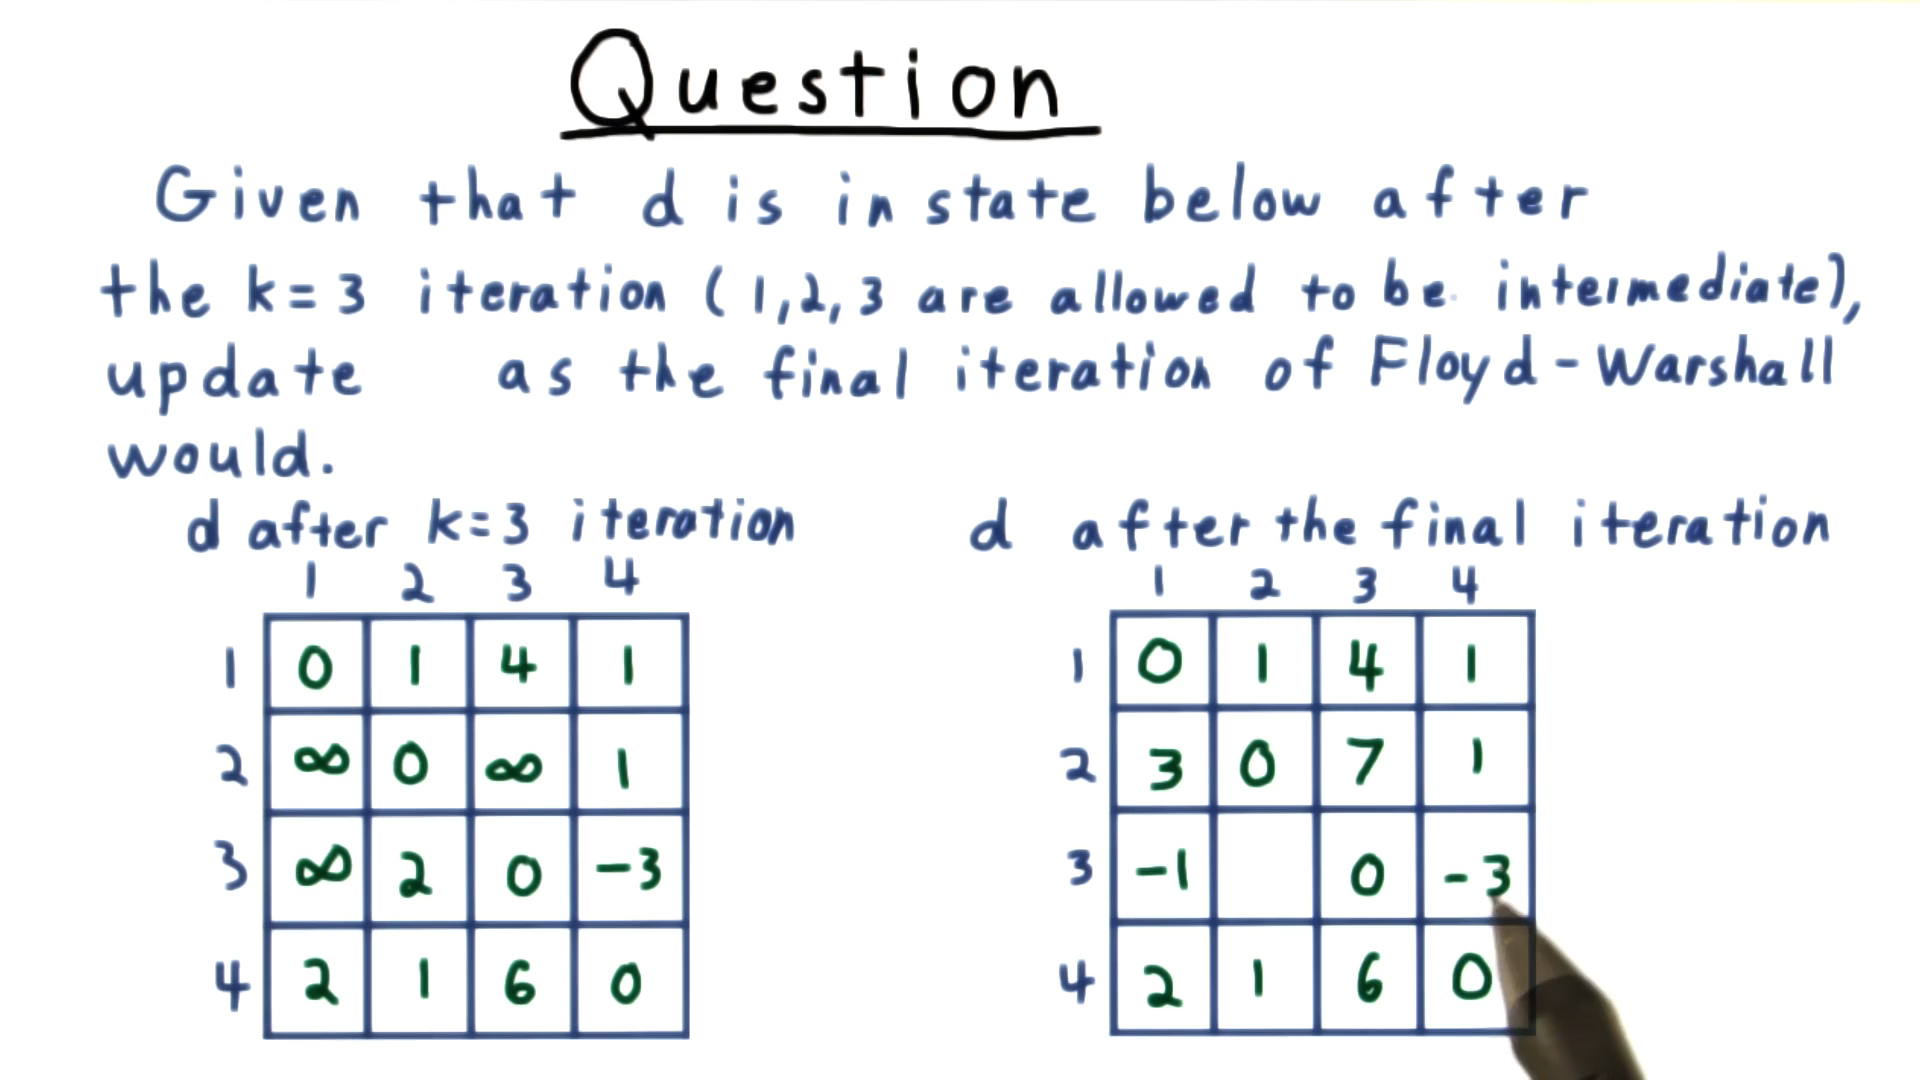 Question
Given that d is in state below after
the k=3 iteration (1,2,3 are allowed to be intermediate),
update as the final iteration of Floyd-Warshall
would.
d after k=3 iteration
1 2 3 4
1 0 1 4 1
2 ∞ 0 ∞ 1
3 ∞ 2 0 -3
4 2 1 6 0
d after the final iteration
1 2 3 4
1 0 1 4 1
2 3 0 7 1
3 -1 0 -3
4 2 1 6 0